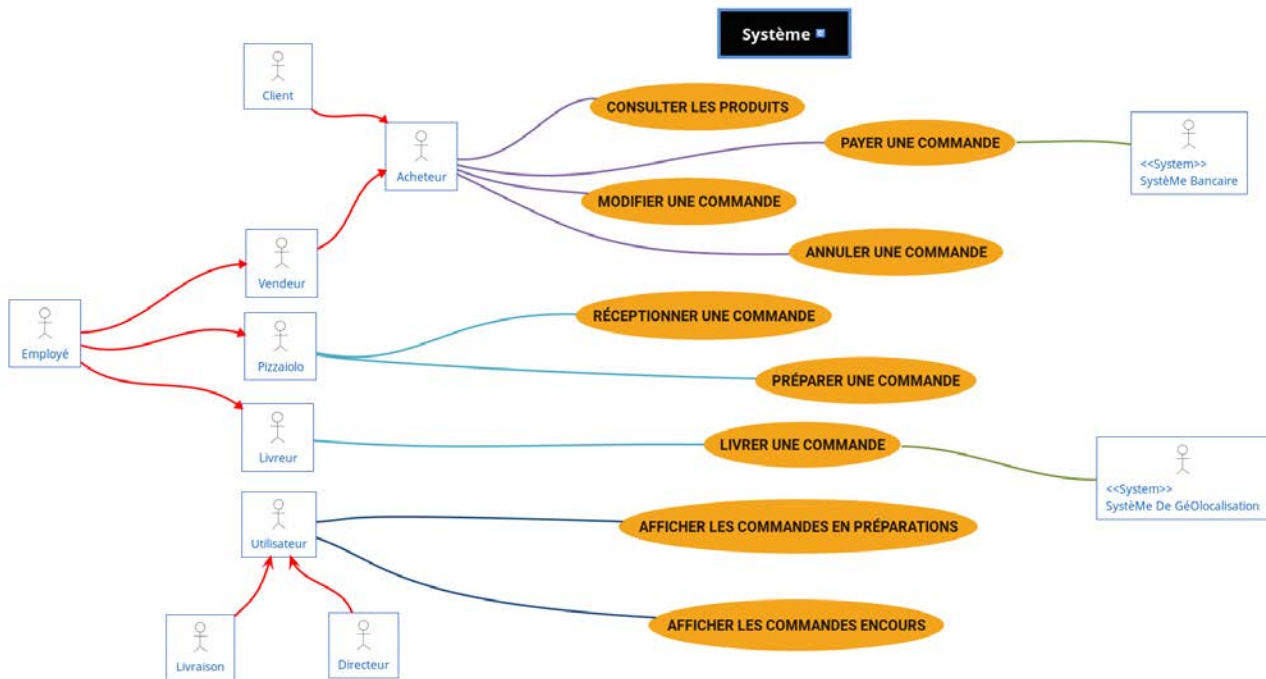 Système
Client
CONSULTER LES PRODUITS
PAYER UNE COMMANDE
<<System>>
SystèMe Bancaire
Acheteur
MODIFIER UNE COMMANDE
ANNULER UNE COMMANDE
Vendeur
RÉCEPTIONNER UNE COMMANDE
Employé
Pizzaiolo
PRÉPARER UNE COMMANDE
LIVRER UNE COMMANDE
Livreur
<<System>>
SystèMe De GéOlocalisation
AFFICHER LES COMMANDES EN PRÉPARATIONS
Utilisateur
AFFICHER LES COMMANDES ENCOURS
Livraison
Directeur